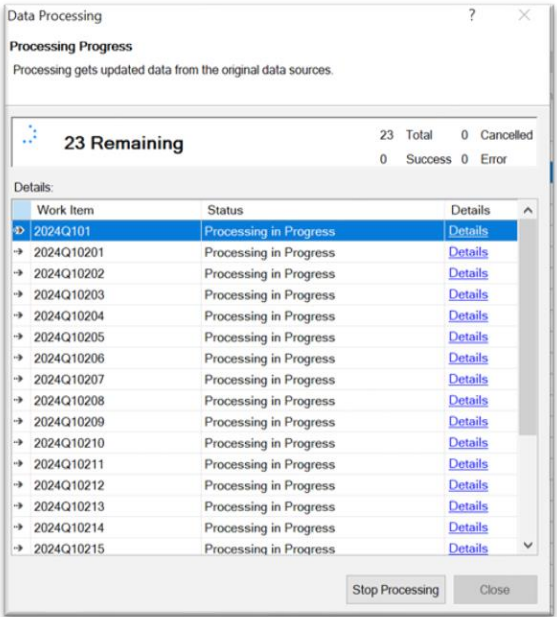 Data Processing ?
Processing Progress
Processing gets updated data from the original data sources.
23 Remaining
23 Total 0 Cancelled
0 Success 0 Error
Details:
Work Item Status Details
2024Q101 Processing in Progress Details
2024Q10201 Processing in Progress Details
2024Q10202 Processing in Progress Details
2024Q10203 Processing in Progress Details
2024Q10204 Processing in Progress Details
2024Q10205 Processing in Progress Details
2024Q10206 Processing in Progress Details
2024Q10207 Processing in Progress Details
2024Q10208 Processing in Progress Details
2024Q10209 Processing in Progress Details
2024Q10210 Processing in Progress Details
2024Q10211 Processing in Progress Details
2024Q10212 Processing in Progress Details
2024Q10213 Processing in Progress Details
2024Q10214 Processing in Progress Details
2024Q10215 Processing in Progress Details
Stop Processing Close